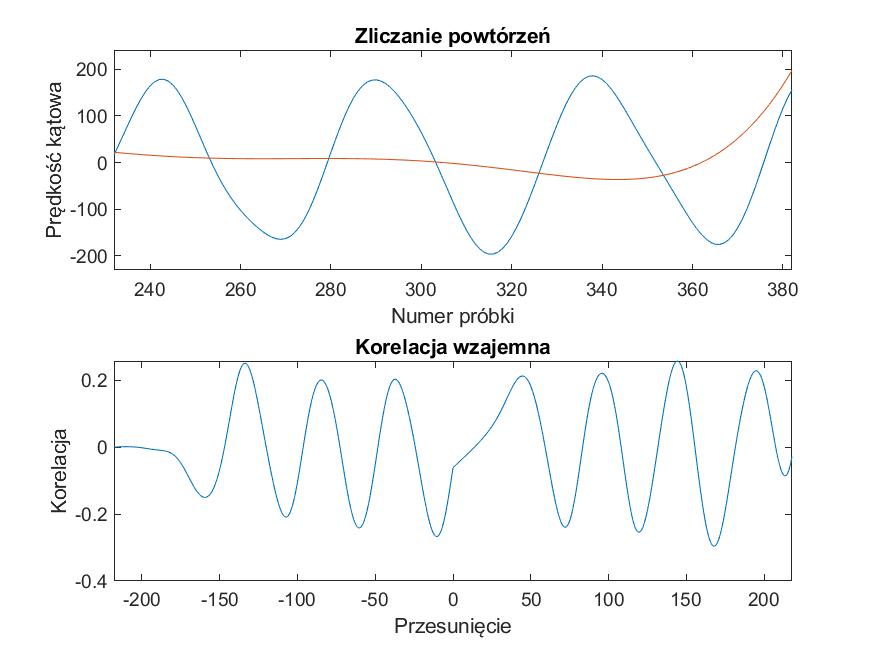 Zliczanie powtórzeń
200
100
0
-100
-200
Prędkość kątowa
240 260 280 300 320 340 360 380
Numer próbki
Korelacja wzajemna
0.2
0
-0.2
-0.4
Korelacja
-200 -150 -100 -50 0 50 100 150 200
Przesunięcie